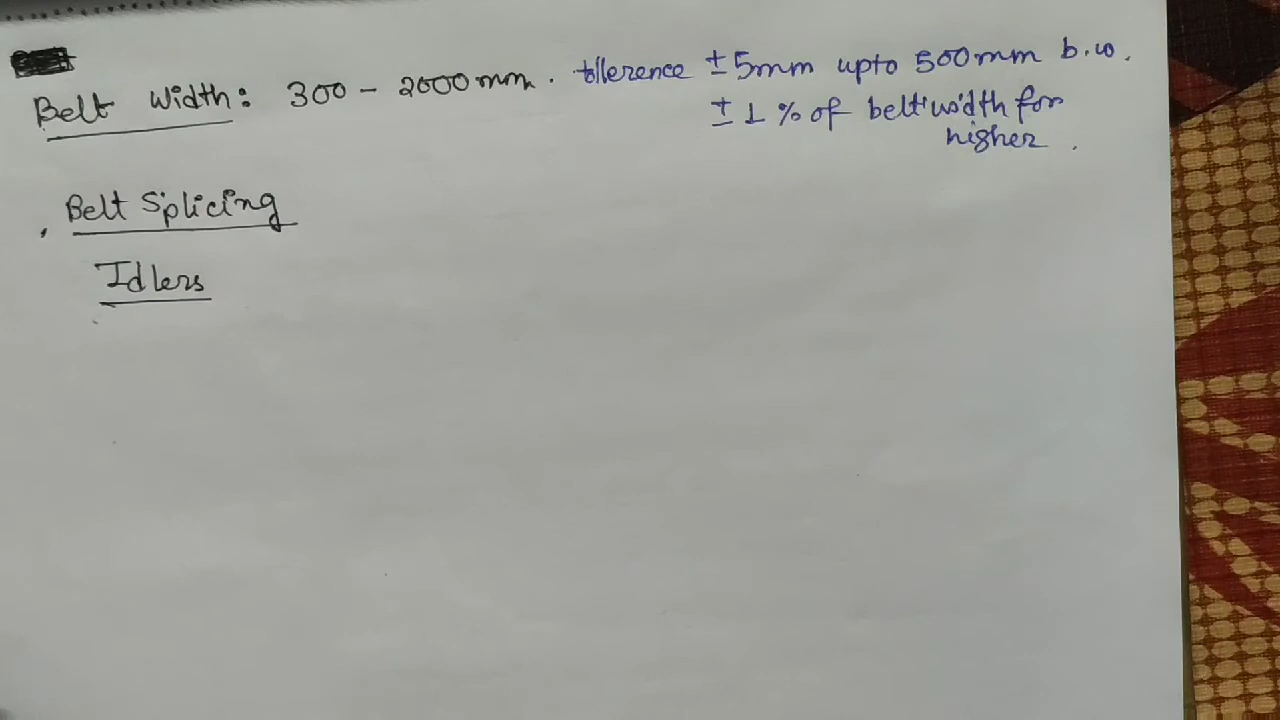 Belt Width: 300 - 2000 mm. tollerence ±5mm upto 500mm b.w.
±1 % of belt width for
higher.
Belt Splicing
Idlers